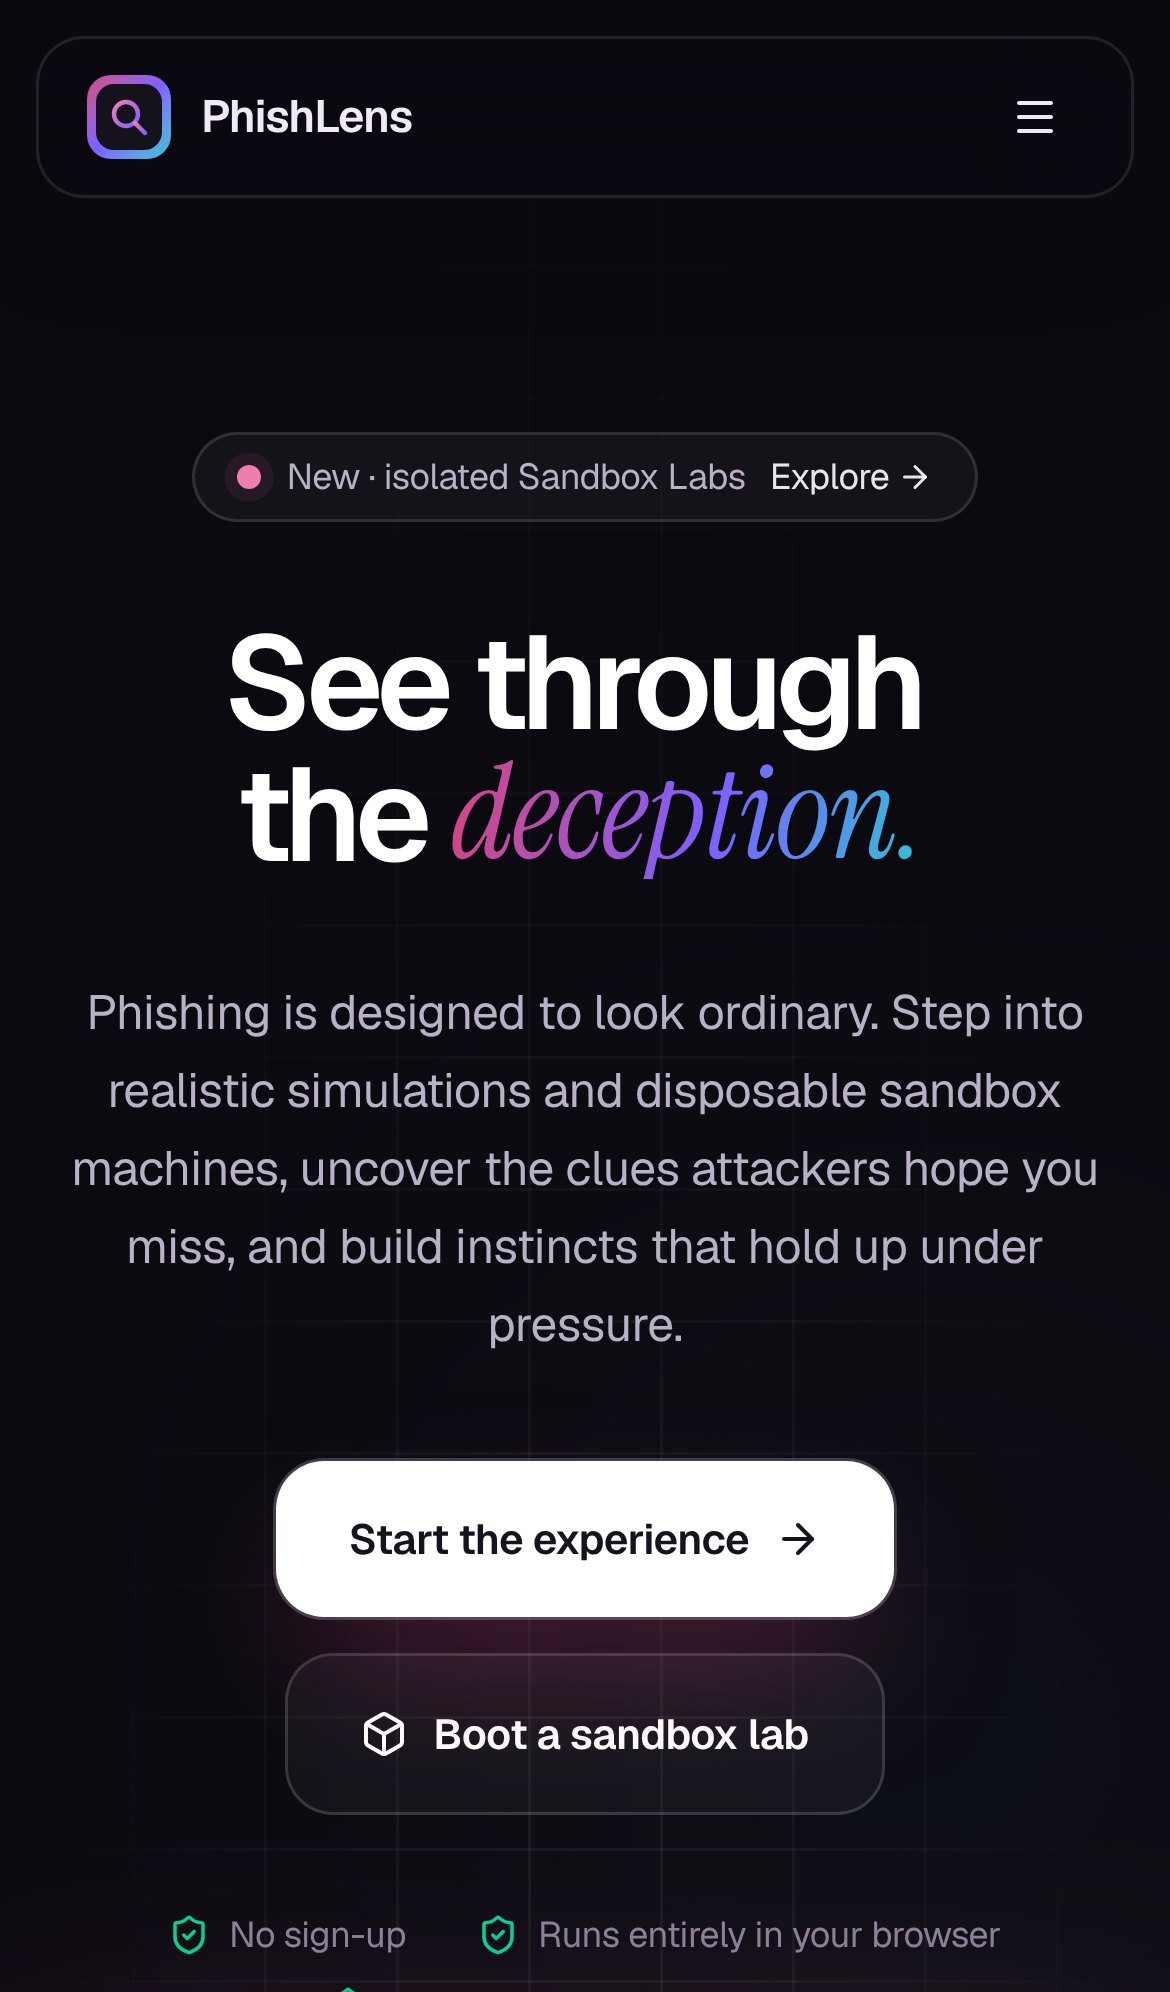 PhishLens
New · isolated Sandbox Labs Explore →
See through
the deception.
Phishing is designed to look ordinary. Step into
realistic simulations and disposable sandbox
machines, uncover the clues attackers hope you
miss, and build instincts that hold up under
pressure.
Start the experience →
Boot a sandbox lab
No sign-up Runs entirely in your browser